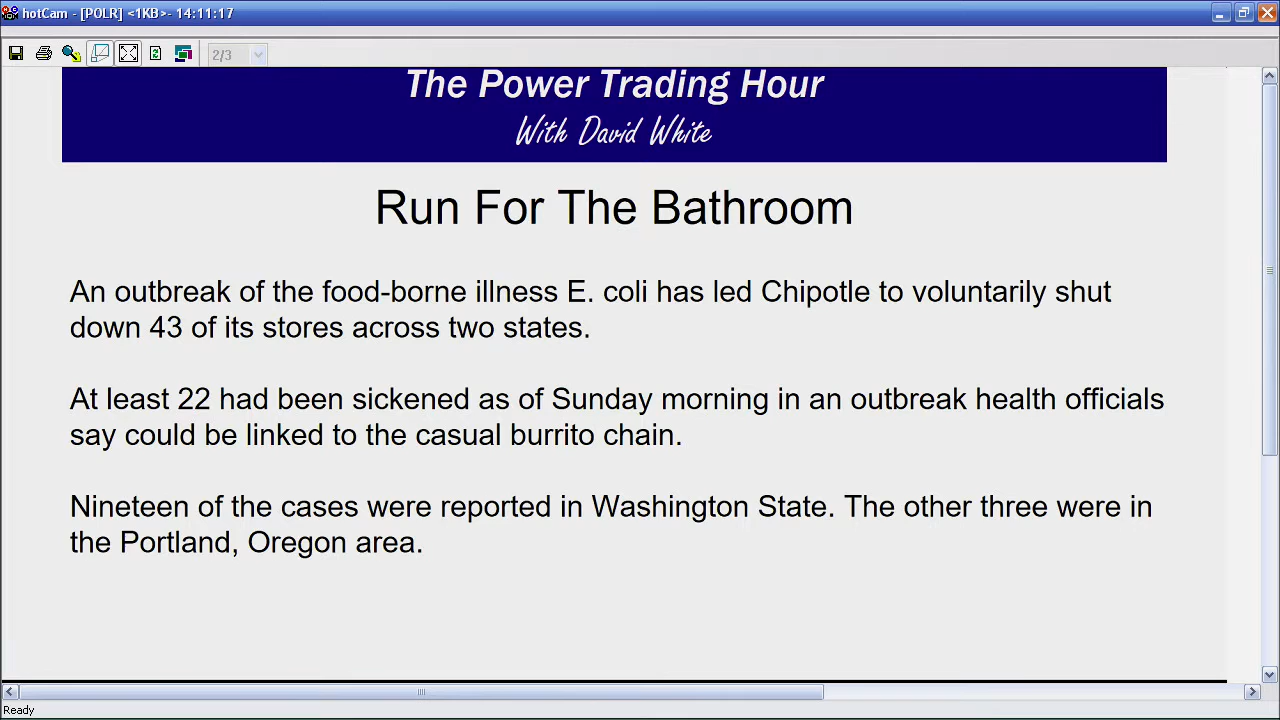 hotCam - [POLR] <1KB>- 14:11:17
2/3
The Power Trading Hour
With David White
Run For The Bathroom
An outbreak of the food-borne illness E. coli has led Chipotle to voluntarily shut
down 43 of its stores across two states.
At least 22 had been sickened as of Sunday morning in an outbreak health officials
say could be linked to the casual burrito chain.
Nineteen of the cases were reported in Washington State. The other three were in
the Portland, Oregon area.
Ready